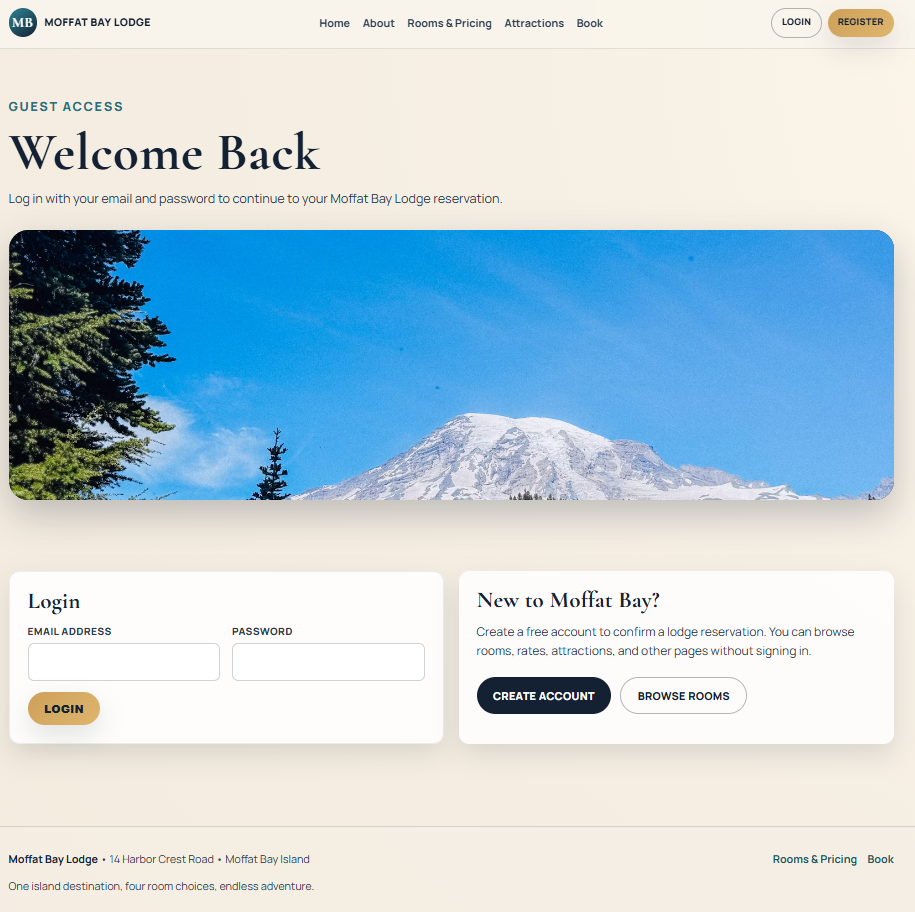 MB MOFFAT BAY LODGE Home About Rooms & Pricing Attractions Book LOGIN REGISTER
GUEST ACCESS
Welcome Back
Log in with your email and password to continue to your Moffat Bay Lodge reservation.
Login
EMAIL ADDRESS PASSWORD
LOGIN
New to Moffat Bay?
Create a free account to confirm a lodge reservation. You can browse
rooms, rates, attractions, and other pages without signing in.
CREATE ACCOUNT BROWSE ROOMS
Moffat Bay Lodge • 14 Harbor Crest Road • Moffat Bay Island
Rooms & Pricing Book
One island destination, four room choices, endless adventure.